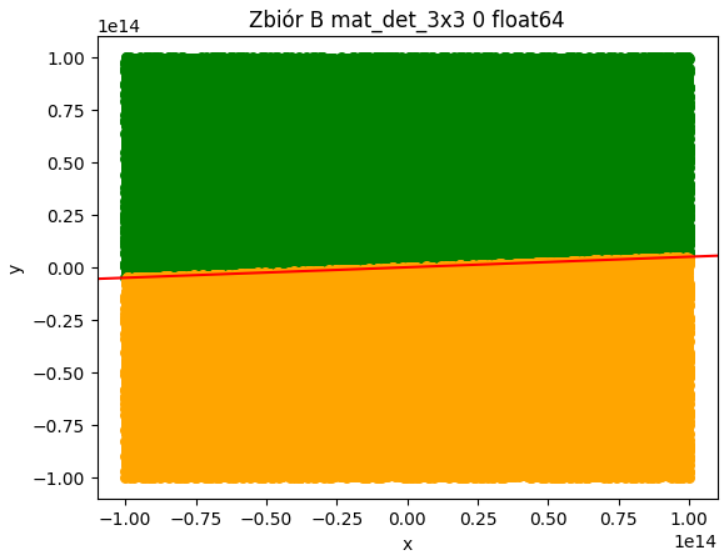 Zbiór B mat_det_3x3 0 float64
1e14
1.00
0.75
0.50
0.25
0.00
−0.25
−0.50
−0.75
−1.00
y
−1.00 −0.75 −0.50 −0.25 0.00 0.25 0.50 0.75 1.00
x
1e14